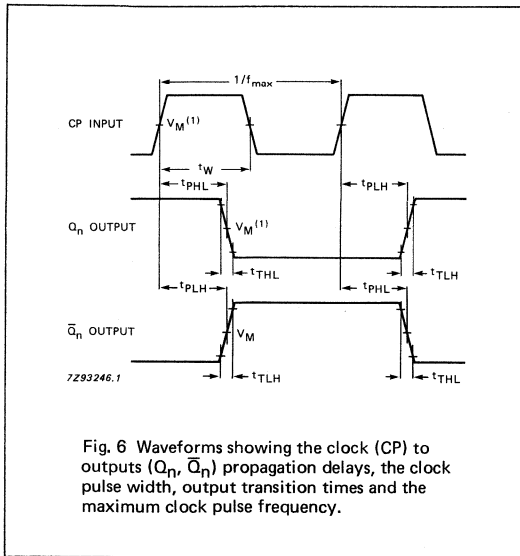 1/fmax
CP INPUT
VM(1)
tW
tPHL
tPLH
Qn OUTPUT
VM(1)
tTHL
tTLH
tPLH
tPHL
Q̅n OUTPUT
VM
7Z93246.1
tTLH
tTHL
Fig. 6 Waveforms showing the clock (CP) to
outputs (Qn, Q̅n) propagation delays, the clock
pulse width, output transition times and the
maximum clock pulse frequency.